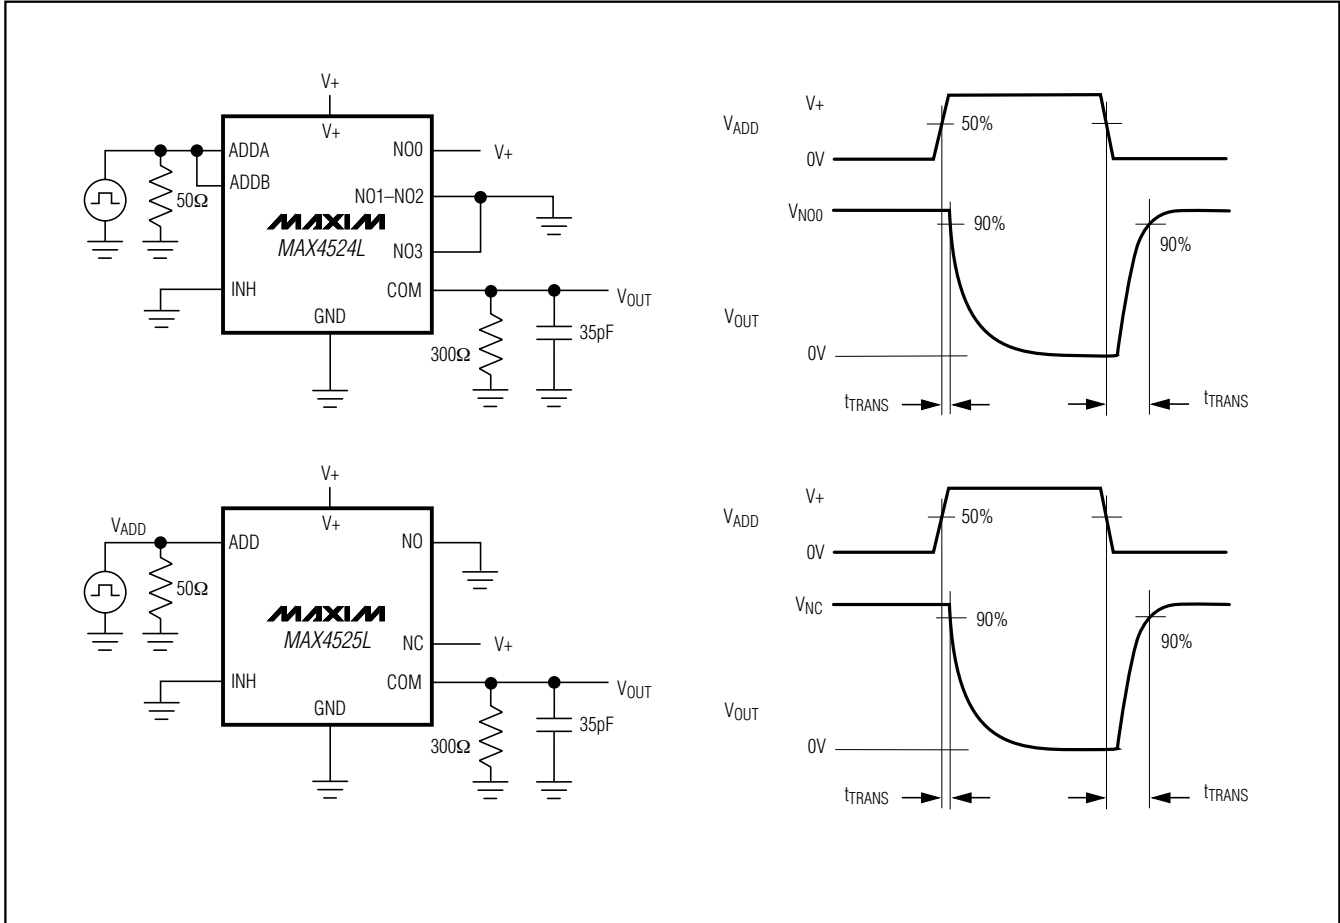 V+
V+
ADDA
ADDB
50Ω
NO0
V+
NO1–NO2
MAXIM
MAX4524L
NO3
INH
COM
GND
VOUT
300Ω
35pF
VADD
V+
50%
0V
VNO0
90%
90%
VOUT
0V
tTRANS
tTRANS
V+
V+
VADD
ADD
50Ω
NO
MAXIM
MAX4525L
NC
V+
INH
COM
GND
VOUT
300Ω
35pF
VADD
V+
50%
0V
VNC
90%
90%
VOUT
0V
tTRANS
tTRANS